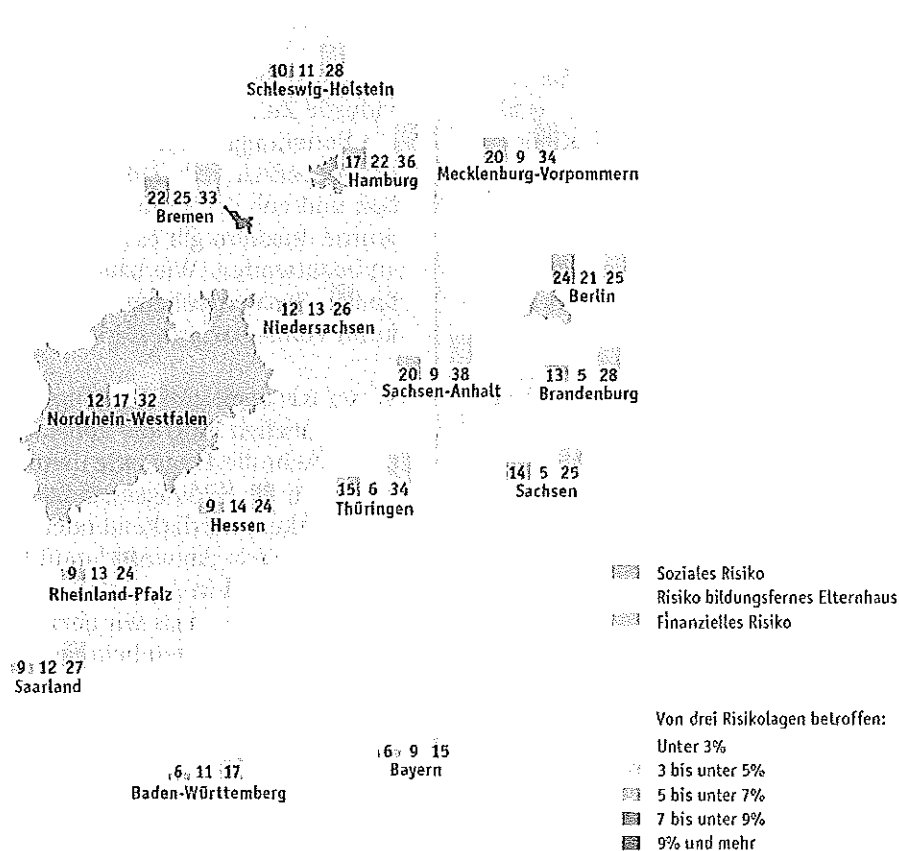 10 11 28
Schleswig-Holstein
17 22 36
Hamburg
20 9 34
Mecklenburg-Vorpommern
22 25 33
Bremen
24 21 25
Berlin
12 13 26
Niedersachsen
20 9 38
Sachsen-Anhalt
13 5 28
Brandenburg
12 17 32
Nordrhein-Westfalen
14 5 25
Sachsen
15 6 34
Thüringen
9 14 24
Hessen
9 13 24
Rheinland-Pfalz
Soziales Risiko
Risiko bildungsfernes Elternhaus
Finanzielles Risiko
9 12 27
Saarland
Von drei Risikolagen betroffen:
Unter 3%
3 bis unter 5%
5 bis unter 7%
7 bis unter 9%
9% und mehr
6 9 15
Bayern
6 11 17
Baden-Württemberg